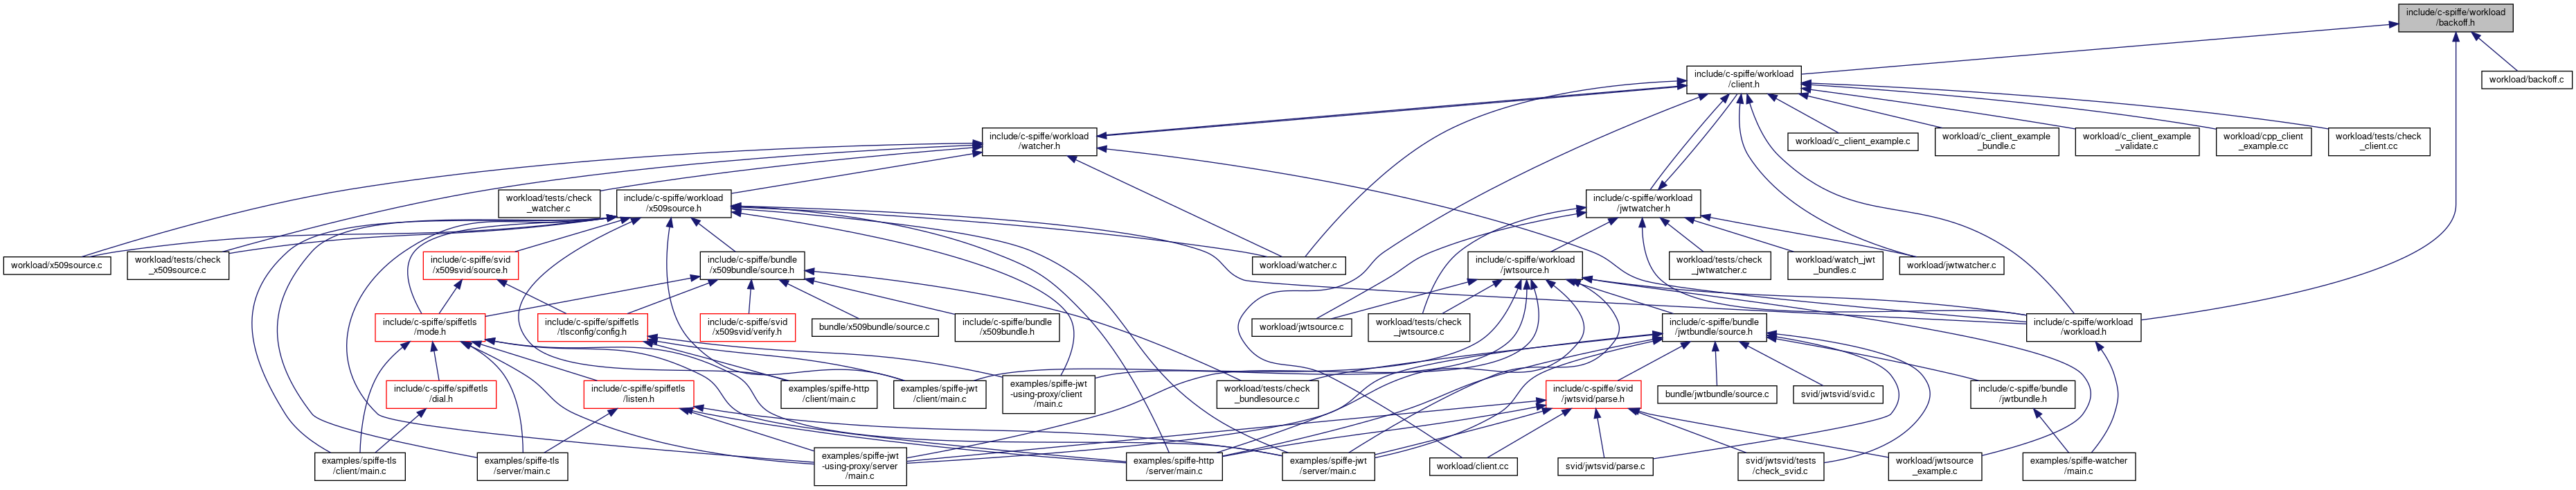 include/c-spiffe/workload
/backoff.h
include/c-spiffe/workload
/client.h
workload/backoff.c
include/c-spiffe/workload
/watcher.h
workload/c_client_example.c
workload/c_client_example
_bundle.c
workload/c_client_example
_validate.c
workload/cpp_client
_example.cc
workload/tests/check
_client.cc
workload/tests/check
_watcher.c
include/c-spiffe/workload
/x509source.h
include/c-spiffe/workload
/jwtwatcher.h
workload/x509source.c
workload/tests/check
_x509source.c
include/c-spiffe/svid
/x509svid/source.h
include/c-spiffe/bundle
/x509bundle/source.h
workload/watcher.c
include/c-spiffe/workload
/jwtsource.h
workload/tests/check
_jwtwatcher.c
workload/watch_jwt
_bundles.c
workload/jwtwatcher.c
include/c-spiffe/spiffetls
/mode.h
include/c-spiffe/spiffetls
/tlsconfig/config.h
include/c-spiffe/svid
/x509svid/verify.h
bundle/x509bundle/source.c
include/c-spiffe/bundle
/x509bundle.h
workload/jwtsource.c
workload/tests/check
_jwtsource.c
include/c-spiffe/bundle
/jwtbundle/source.h
include/c-spiffe/workload
/workload.h
include/c-spiffe/spiffetls
/dial.h
include/c-spiffe/spiffetls
/listen.h
examples/spiffe-http
/client/main.c
examples/spiffe-jwt
/client/main.c
examples/spiffe-jwt
-using-proxy/client
/main.c
workload/tests/check
_bundlesource.c
include/c-spiffe/svid
/jwtsvid/parse.h
bundle/jwtbundle/source.c
svid/jwtsvid/svid.c
include/c-spiffe/bundle
/jwtbundle.h
examples/spiffe-tls
/client/main.c
examples/spiffe-tls
/server/main.c
examples/spiffe-jwt
-using-proxy/server
/main.c
examples/spiffe-http
/server/main.c
examples/spiffe-jwt
/server/main.c
workload/client.cc
svid/jwtsvid/parse.c
svid/jwtsvid/tests
/check_svid.c
workload/jwtsource
_example.c
examples/spiffe-watcher
/main.c